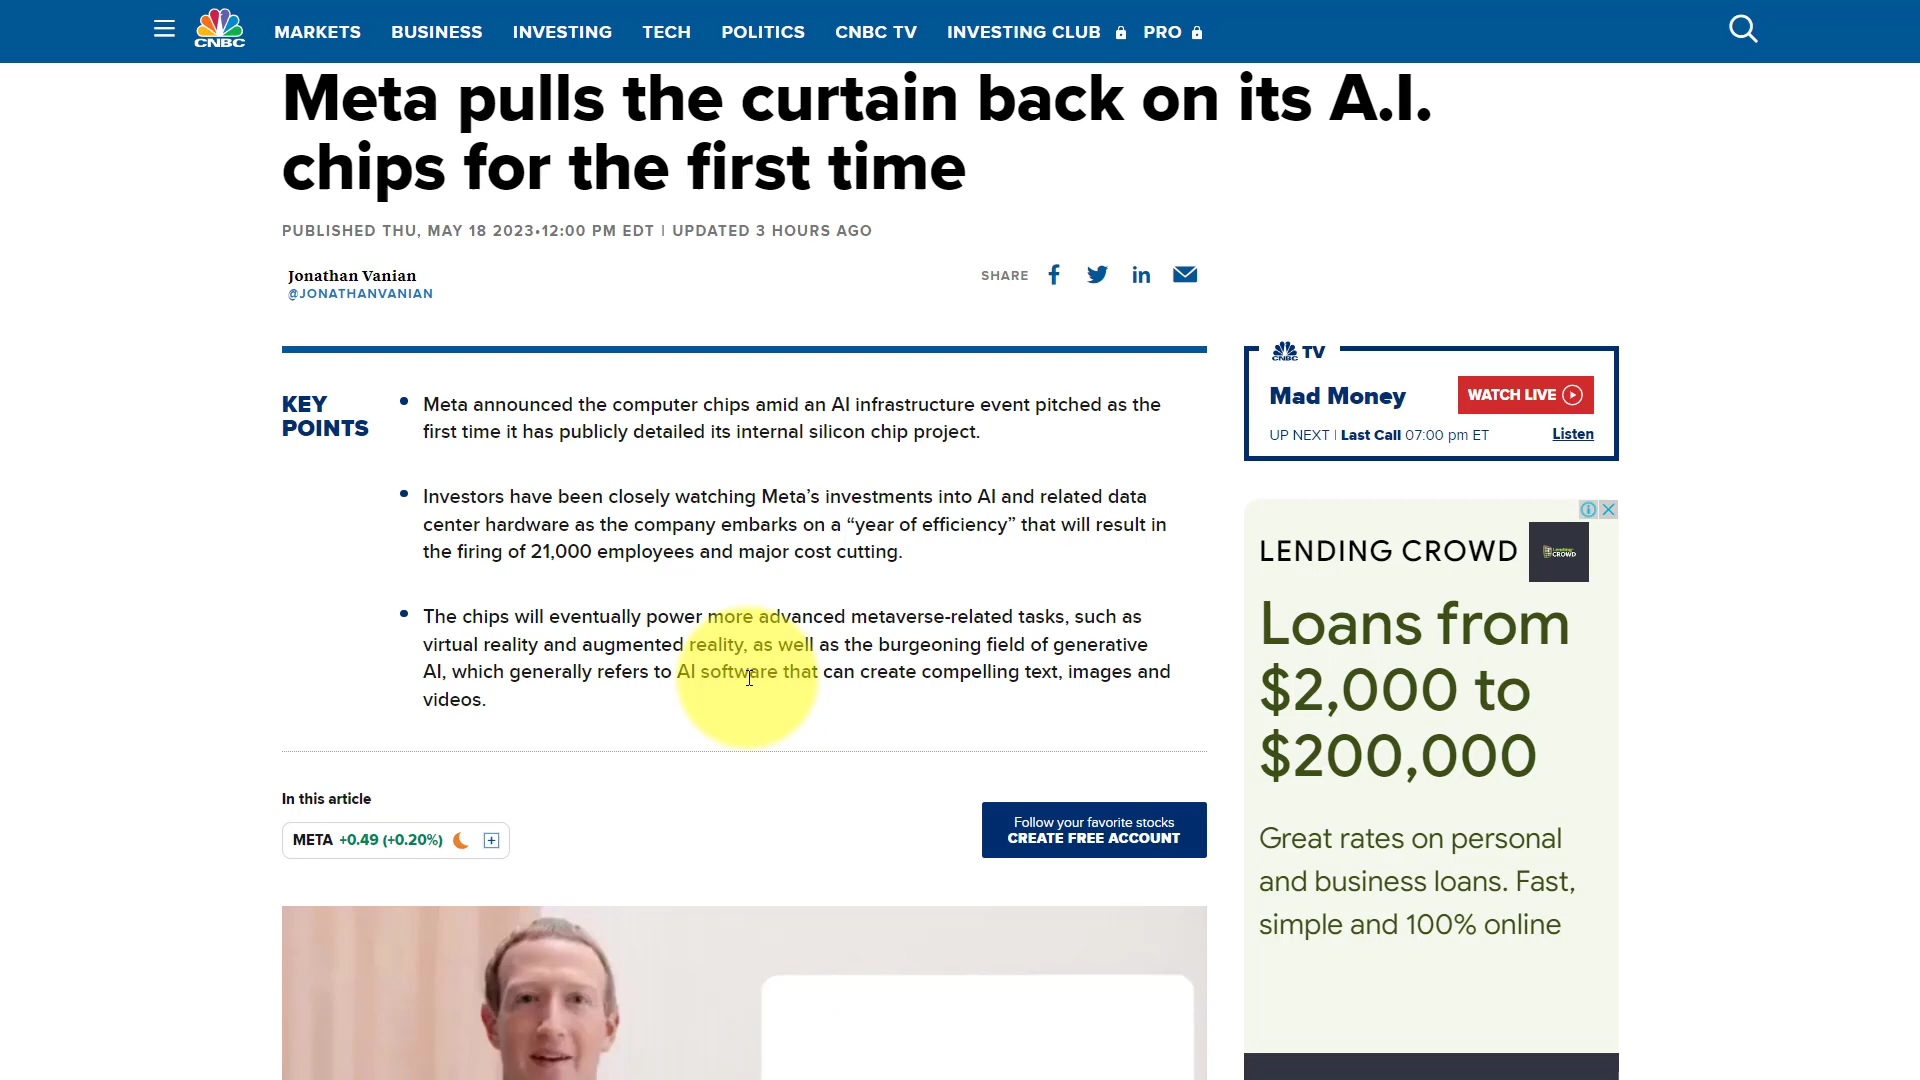 CNBC
MARKETS BUSINESS INVESTING TECH POLITICS CNBC TV INVESTING CLUB PRO
Meta pulls the curtain back on its A.I.
chips for the first time
PUBLISHED THU, MAY 18 2023•12:00 PM EDT | UPDATED 3 HOURS AGO
Jonathan Vanian
@JONATHANVANIAN
SHARE
KEY
POINTS
• Meta announced the computer chips amid an AI infrastructure event pitched as the
first time it has publicly detailed its internal silicon chip project.
• Investors have been closely watching Meta’s investments into AI and related data
center hardware as the company embarks on a “year of efficiency” that will result in
the firing of 21,000 employees and major cost cutting.
• The chips will eventually power more advanced metaverse-related tasks, such as
virtual reality and augmented reality, as well as the burgeoning field of generative
AI, which generally refers to AI software that can create compelling text, images and
videos.
In this article
META +0.49 (+0.20%)
Follow your favorite stocks
CREATE FREE ACCOUNT
CNBC TV
Mad Money
WATCH LIVE
UP NEXT | Last Call 07:00 pm ET
Listen
LENDING CROWD
Lending CROWD
Loans from
$2,000 to
$200,000
Great rates on personal
and business loans. Fast,
simple and 100% online